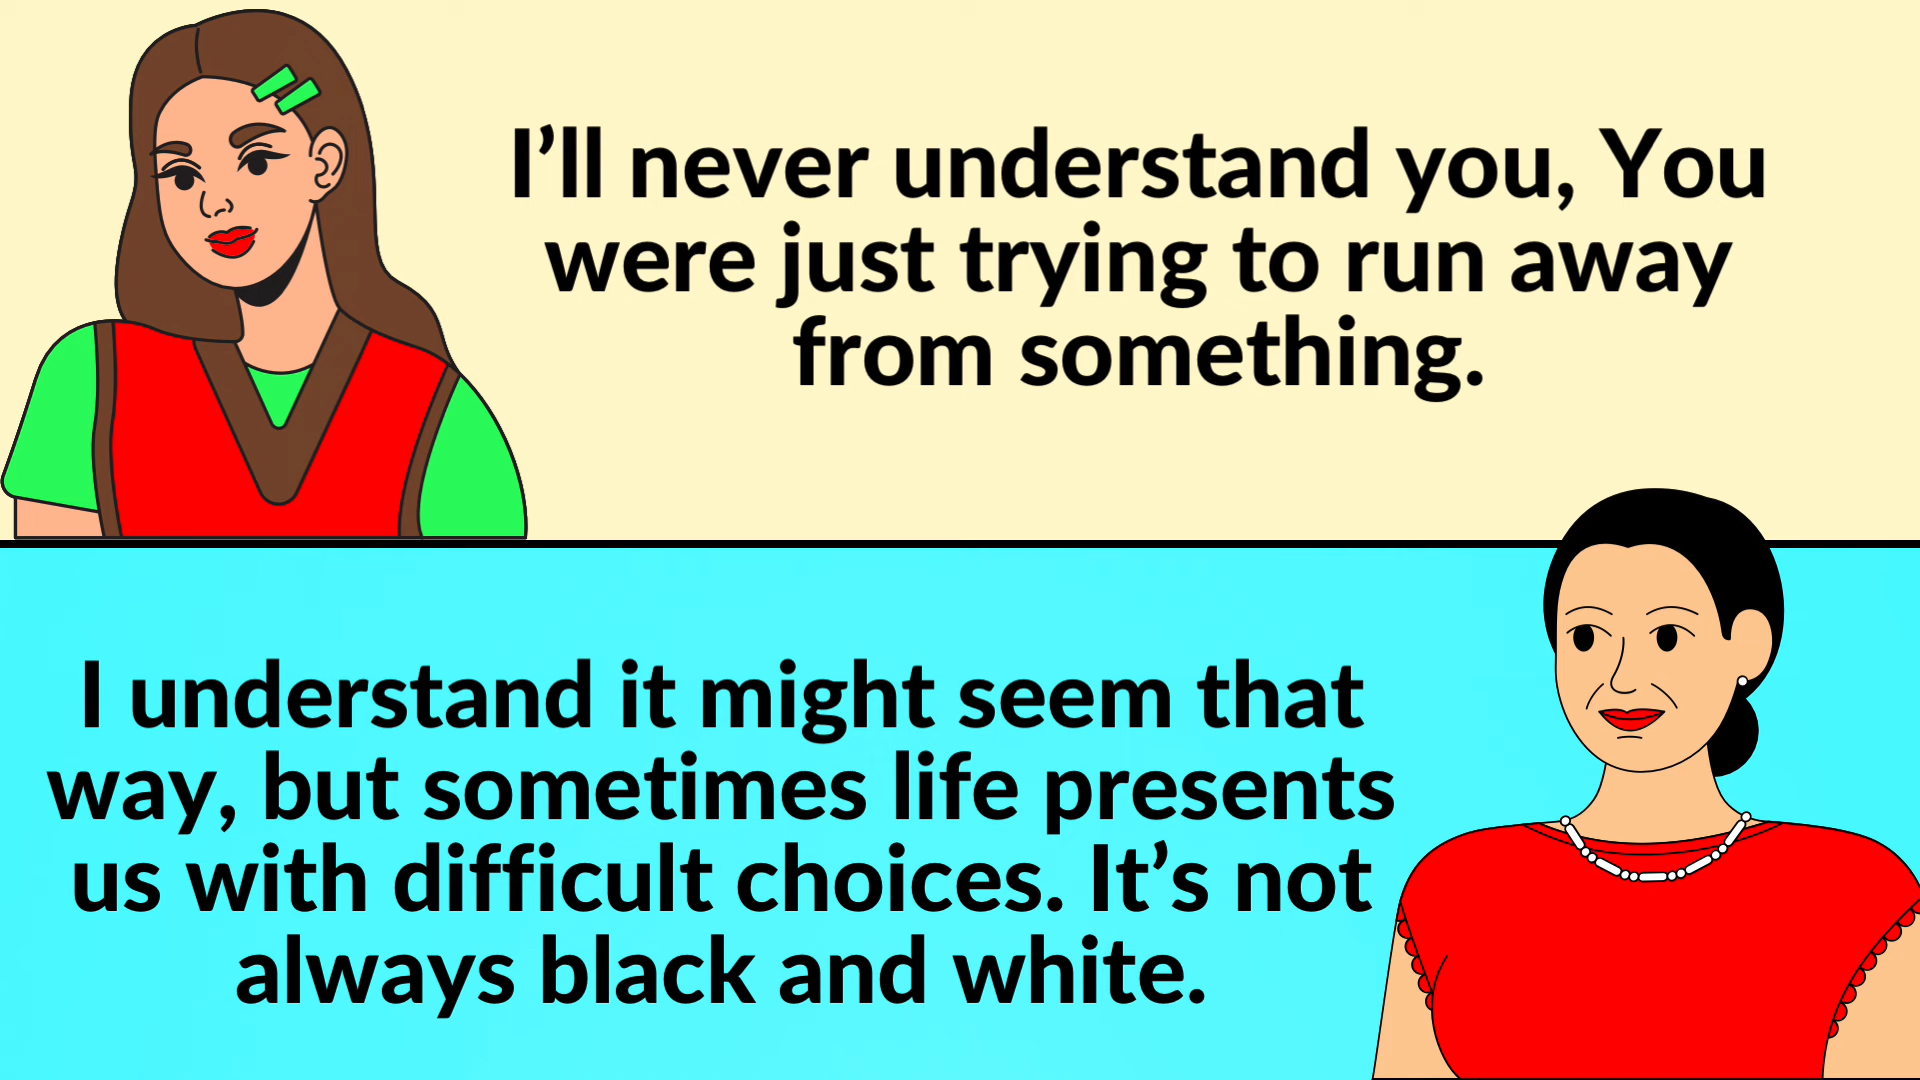 I’ll never understand you, You
were just trying to run away
from something.
I understand it might seem that
way, but sometimes life presents
us with difficult choices. It’s not
always black and white.